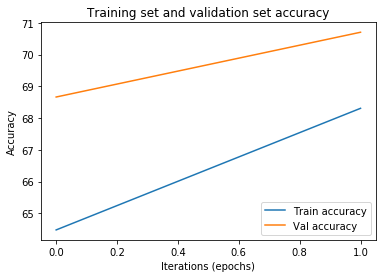 Training set and validation set accuracy
71
70
69
68
67
66
65
Accuracy
Train accuracy
Val accuracy
0.0 0.2 0.4 0.6 0.8 1.0
Iterations (epochs)